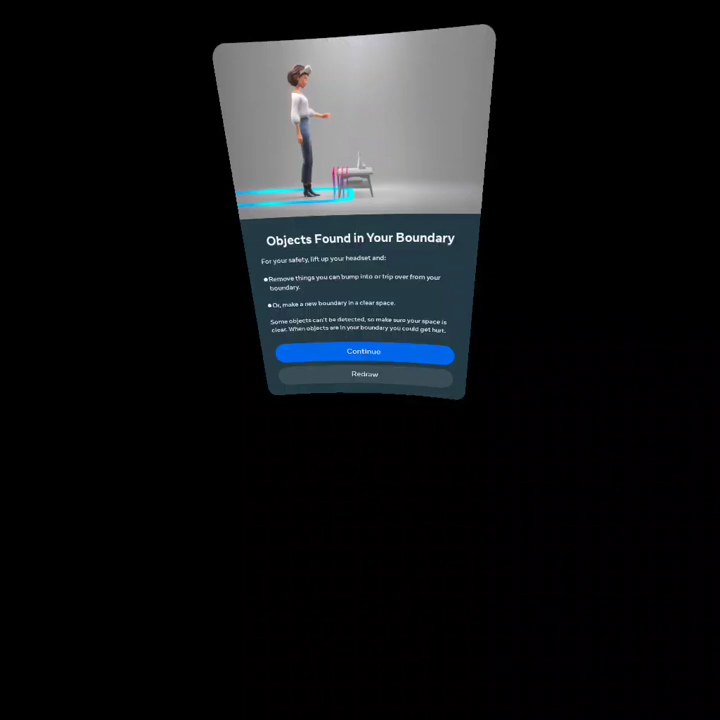 Objects Found in Your Boundary
For your safety, lift up your headset and:
●Remove things you can bump into or trip over from your
boundary.
●Or, make a new boundary in a clear space.
Some objects can't be detected, so make sure your space is
clear. When objects are in your boundary you could get hurt.
Continue
Redraw